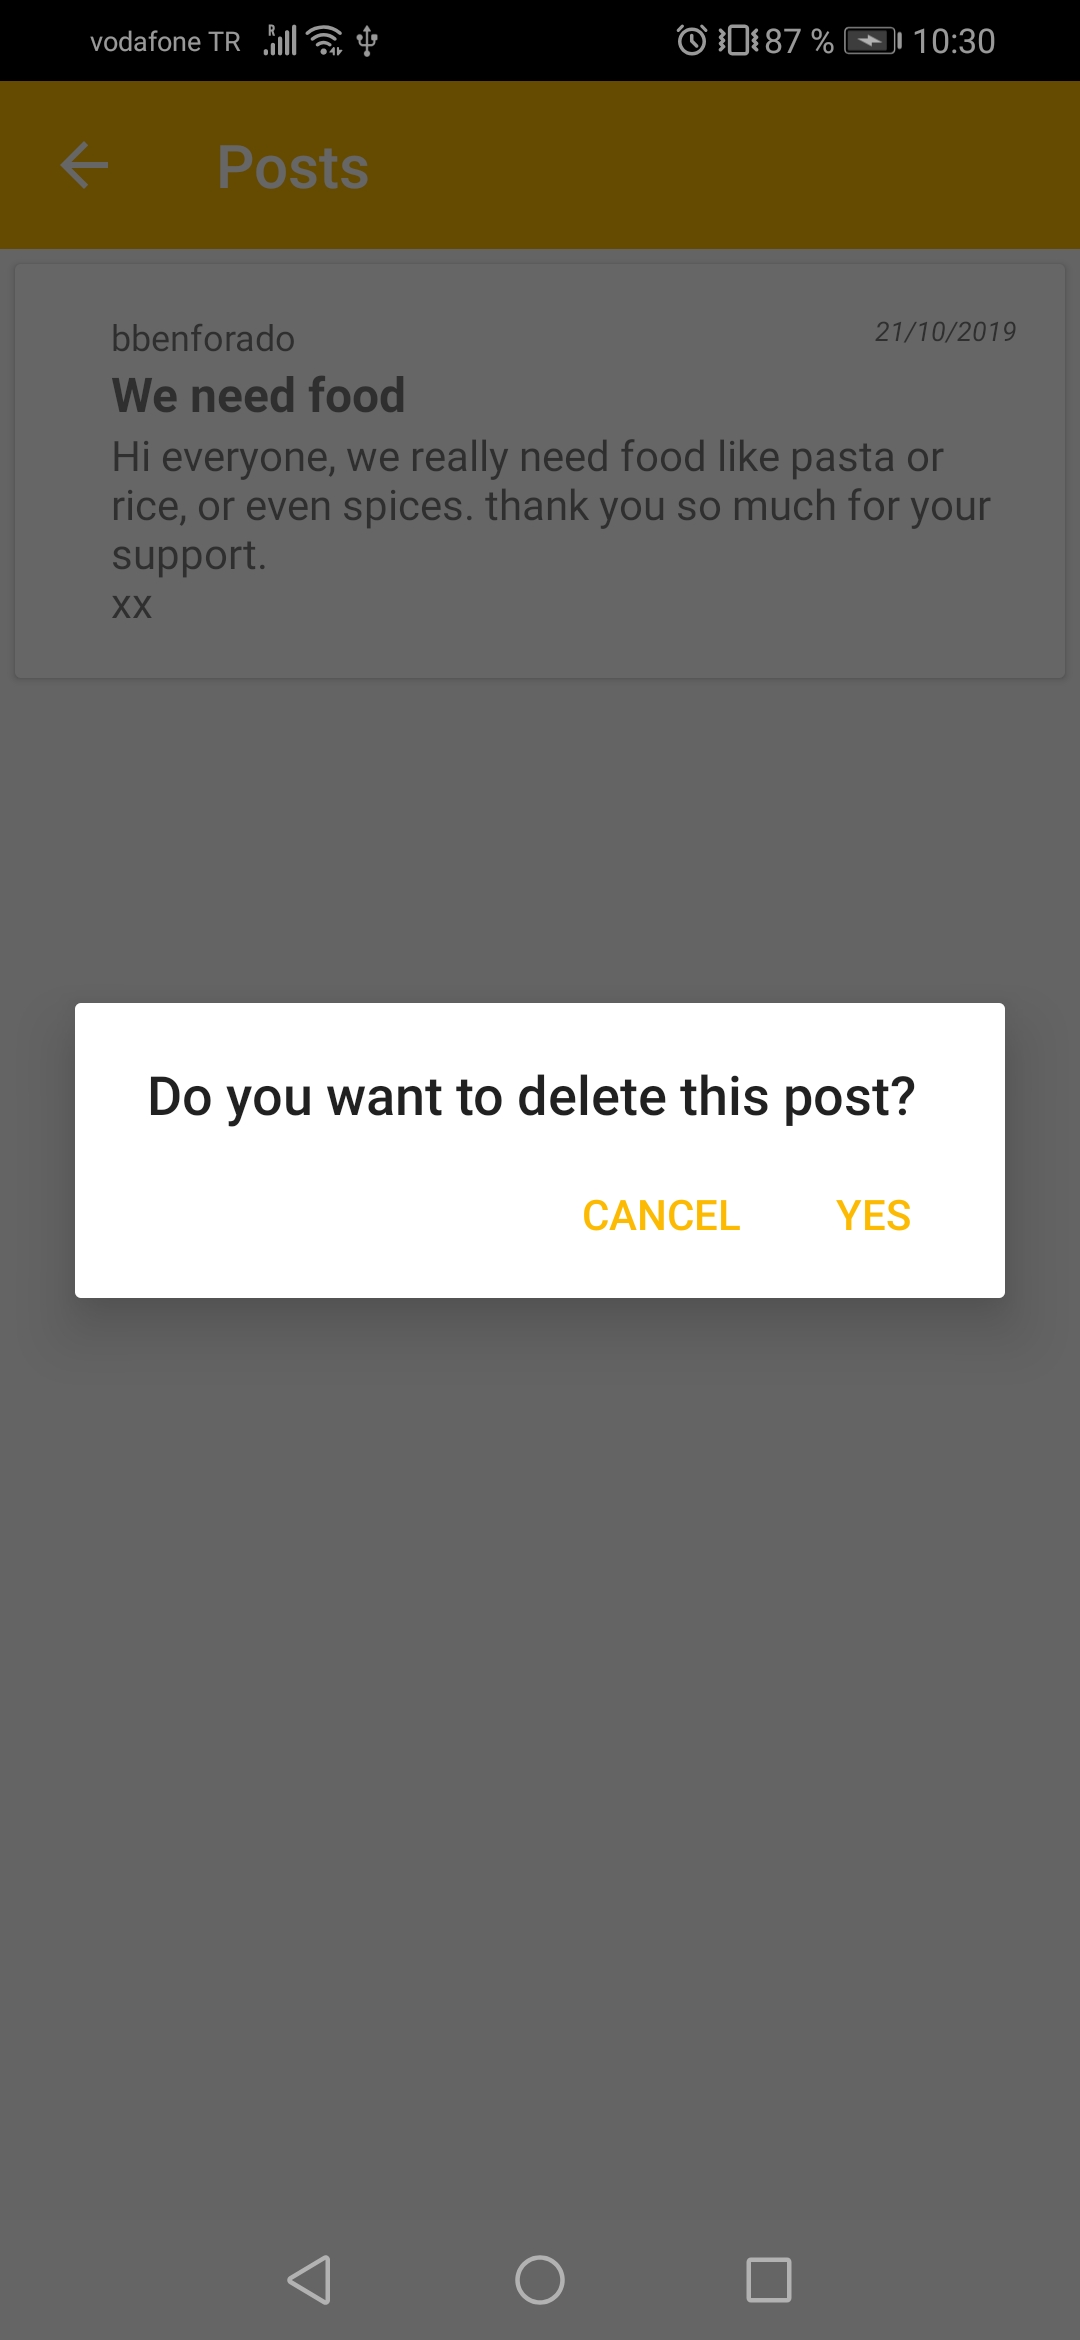 vodafone TR
87 %
10:30
Posts
bbenforado
21/10/2019
We need food
Hi everyone, we really need food like pasta or
rice, or even spices. thank you so much for your
support.
xx
Do you want to delete this post?
CANCEL
YES